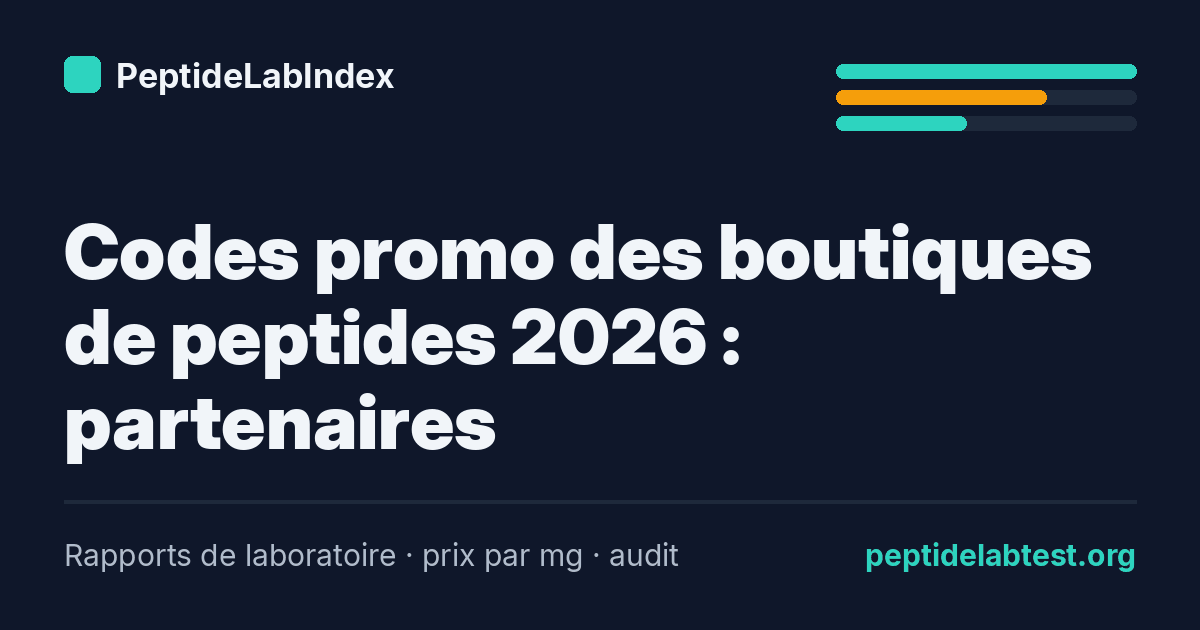 PeptideLabIndex
Codes promo des boutiques
de peptides 2026 :
partenaires
Rapports de laboratoire · prix par mg · audit
peptidelabtest.org